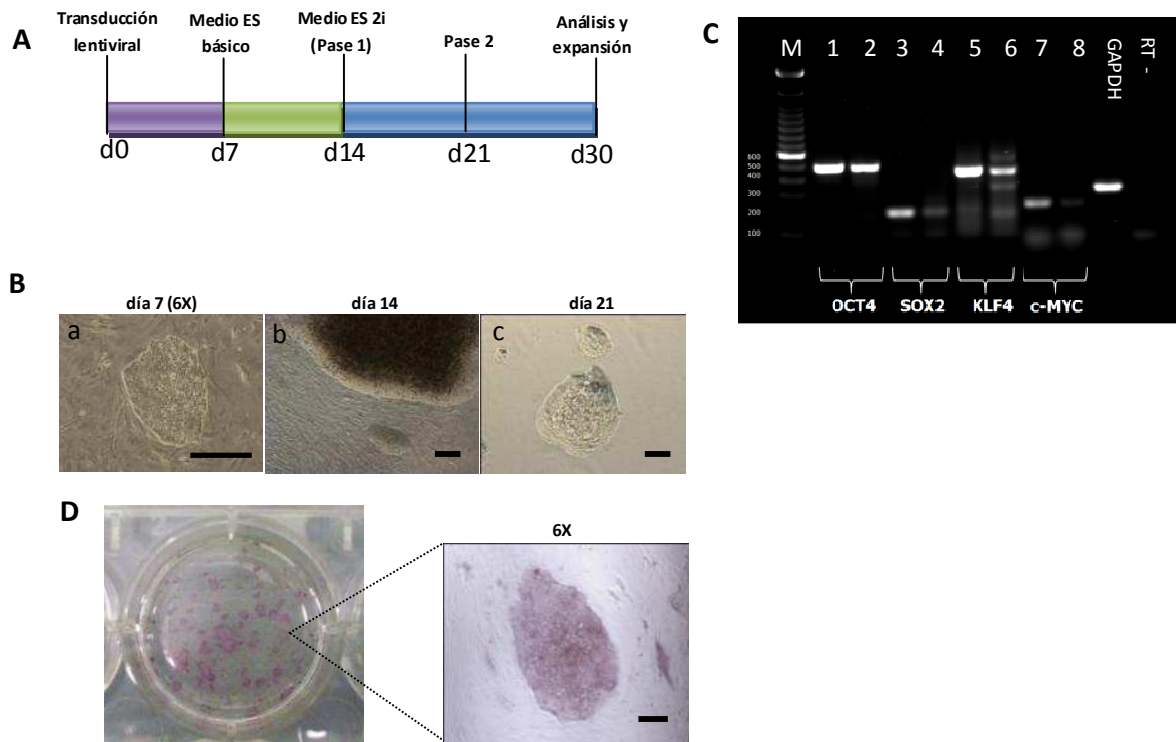 A
Transducción
lentiviral
Medio ES
básico
Medio ES 2i
(Pase 1)
Pase 2
Análisis y
expansión
d0 d7 d14 d21 d30
B
día 7 (6X) día 14 día 21
a b c
C
M 1 2 3 4 5 6 7 8 GAPDH RT -
600
500
400
300
200
100
OCT4 SOX2 KLF4 c-MYC
D
6X